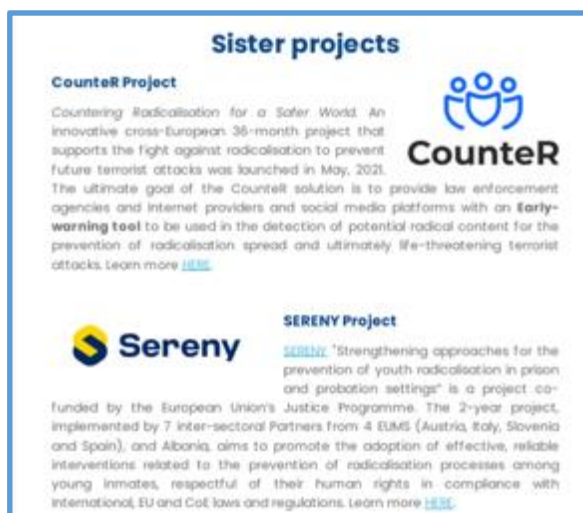 Sister projects
CounteR Project
Countering Radicalisation for a Safer World. An
innovative cross-European 36-month project that
supports the fight against radicalisation to prevent
future terrorist attacks was launched in May, 2021.
The ultimate goal of the CounteR solution is to provide law enforcement
agencies and internet providers and social media platforms with an Early-
warning tool to be used in the detection of potential radical content for the
prevention of radicalisation spread and ultimately life-threatening terrorist
attacks. Learn more HERE.
CounteR
Sereny
SERENY Project
SERENY "Strengthening approaches for the
prevention of youth radicalisation in prison
and probation settings" is a project co-
funded by the European Union's Justice Programme. The 2-year project,
implemented by 7 inter-sectoral Partners from 4 EUMS (Austria, Italy, Slovenia
and Spain), and Albania, aims to promote the adoption of effective, reliable
interventions related to the prevention of radicalisation processes among
young inmates, respectful of their human rights in compliance with
International, EU and CoE laws and regulations. Learn more HERE.